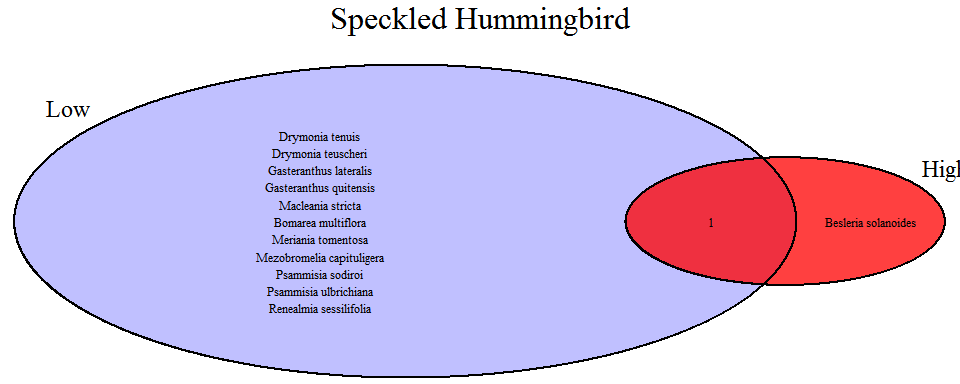 Speckled Hummingbird
Low
High
Drymonia tenuis
Drymonia teuscheri
Gasteranthus lateralis
Gasteranthus quitensis
Macleania stricta
Bomarea multiflora
Meriania tomentosa
Mezobromelia capituligera
Psammisia sodiroi
Psammisia ulbrichiana
Renealmia sessilifolia
1
Besleria solanoides